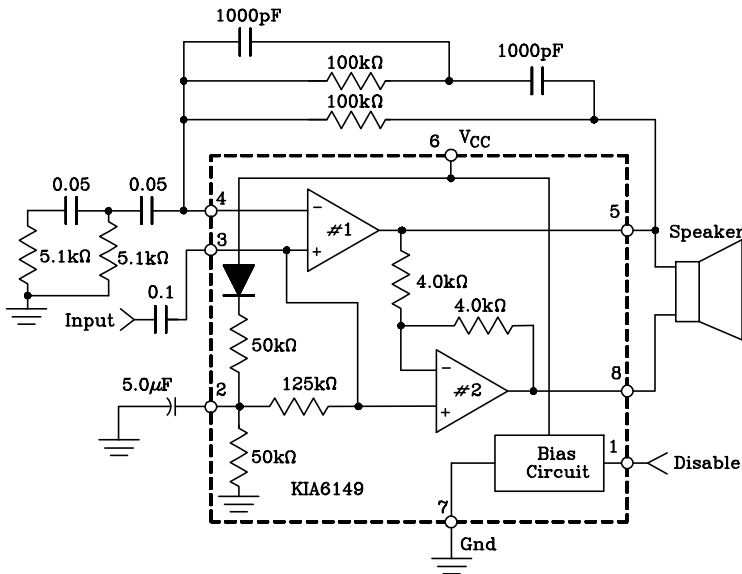 1000pF
1000pF
100kΩ
100kΩ
6 VCC
0.05 0.05
4
− #1
+
5
Speaker
3
5.1kΩ 5.1kΩ
4.0kΩ
0.1
Input
4.0kΩ
50kΩ
5.0μF
2
125kΩ
−
#2
+
8
50kΩ
KIA6149
Bias
Circuit
1
Disable
7
Gnd